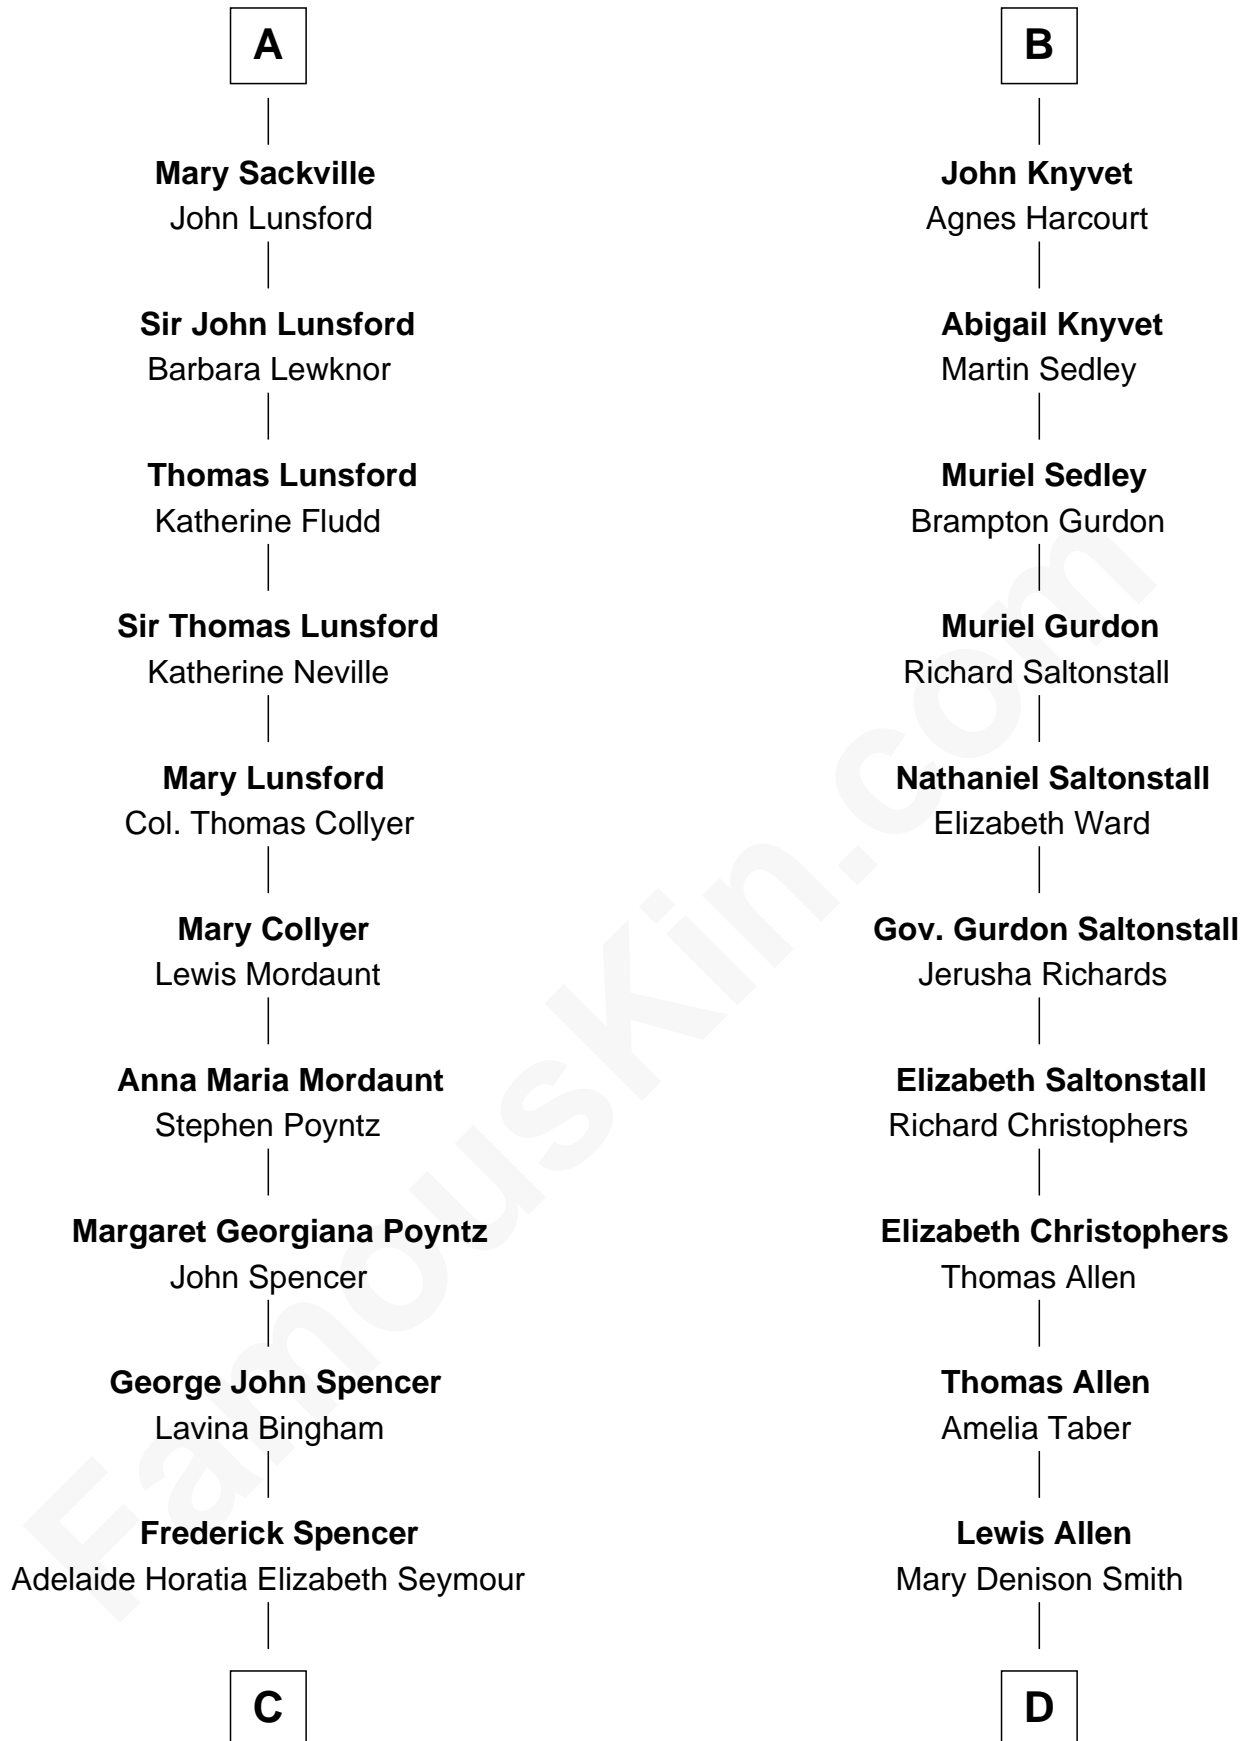 A
Mary Sackville
John Lunsford
Sir John Lunsford
Barbara Lewknor
Thomas Lunsford
Katherine Fludd
Sir Thomas Lunsford
Katherine Neville
Mary Lunsford
Col. Thomas Collyer
Mary Collyer
Lewis Mordaunt
Anna Maria Mordaunt
Stephen Poyntz
Margaret Georgiana Poyntz
John Spencer
George John Spencer
Lavina Bingham
Frederick Spencer
Adelaide Horatia Elizabeth Seymour
C
B
John Knyvet
Agnes Harcourt
Abigail Knyvet
Martin Sedley
Muriel Sedley
Brampton Gurdon
Muriel Gurdon
Richard Saltonstall
Nathaniel Saltonstall
Elizabeth Ward
Gov. Gurdon Saltonstall
Jerusha Richards
Elizabeth Saltonstall
Richard Christophers
Elizabeth Christophers
Thomas Allen
Thomas Allen
Amelia Taber
Lewis Allen
Mary Denison Smith
D
FamousKin.com